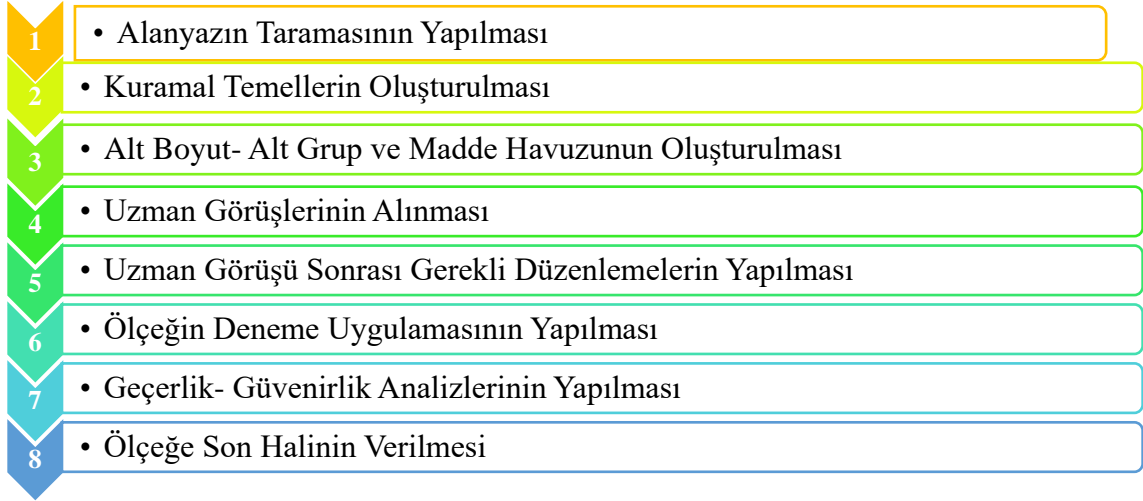 1 • Alanyazın Taramasının Yapılması
2 • Kuramal Temellerin Oluşturulması
3 • Alt Boyut- Alt Grup ve Madde Havuzunun Oluşturulması
4 • Uzman Görüşlerinin Alınması
5 • Uzman Görüşü Sonrası Gerekli Düzenlemelerin Yapılması
6 • Ölçeğin Deneme Uygulamasının Yapılması
7 • Geçerlik- Güvenirlik Analizlerinin Yapılması
8 • Ölçeğe Son Halinin Verilmesi